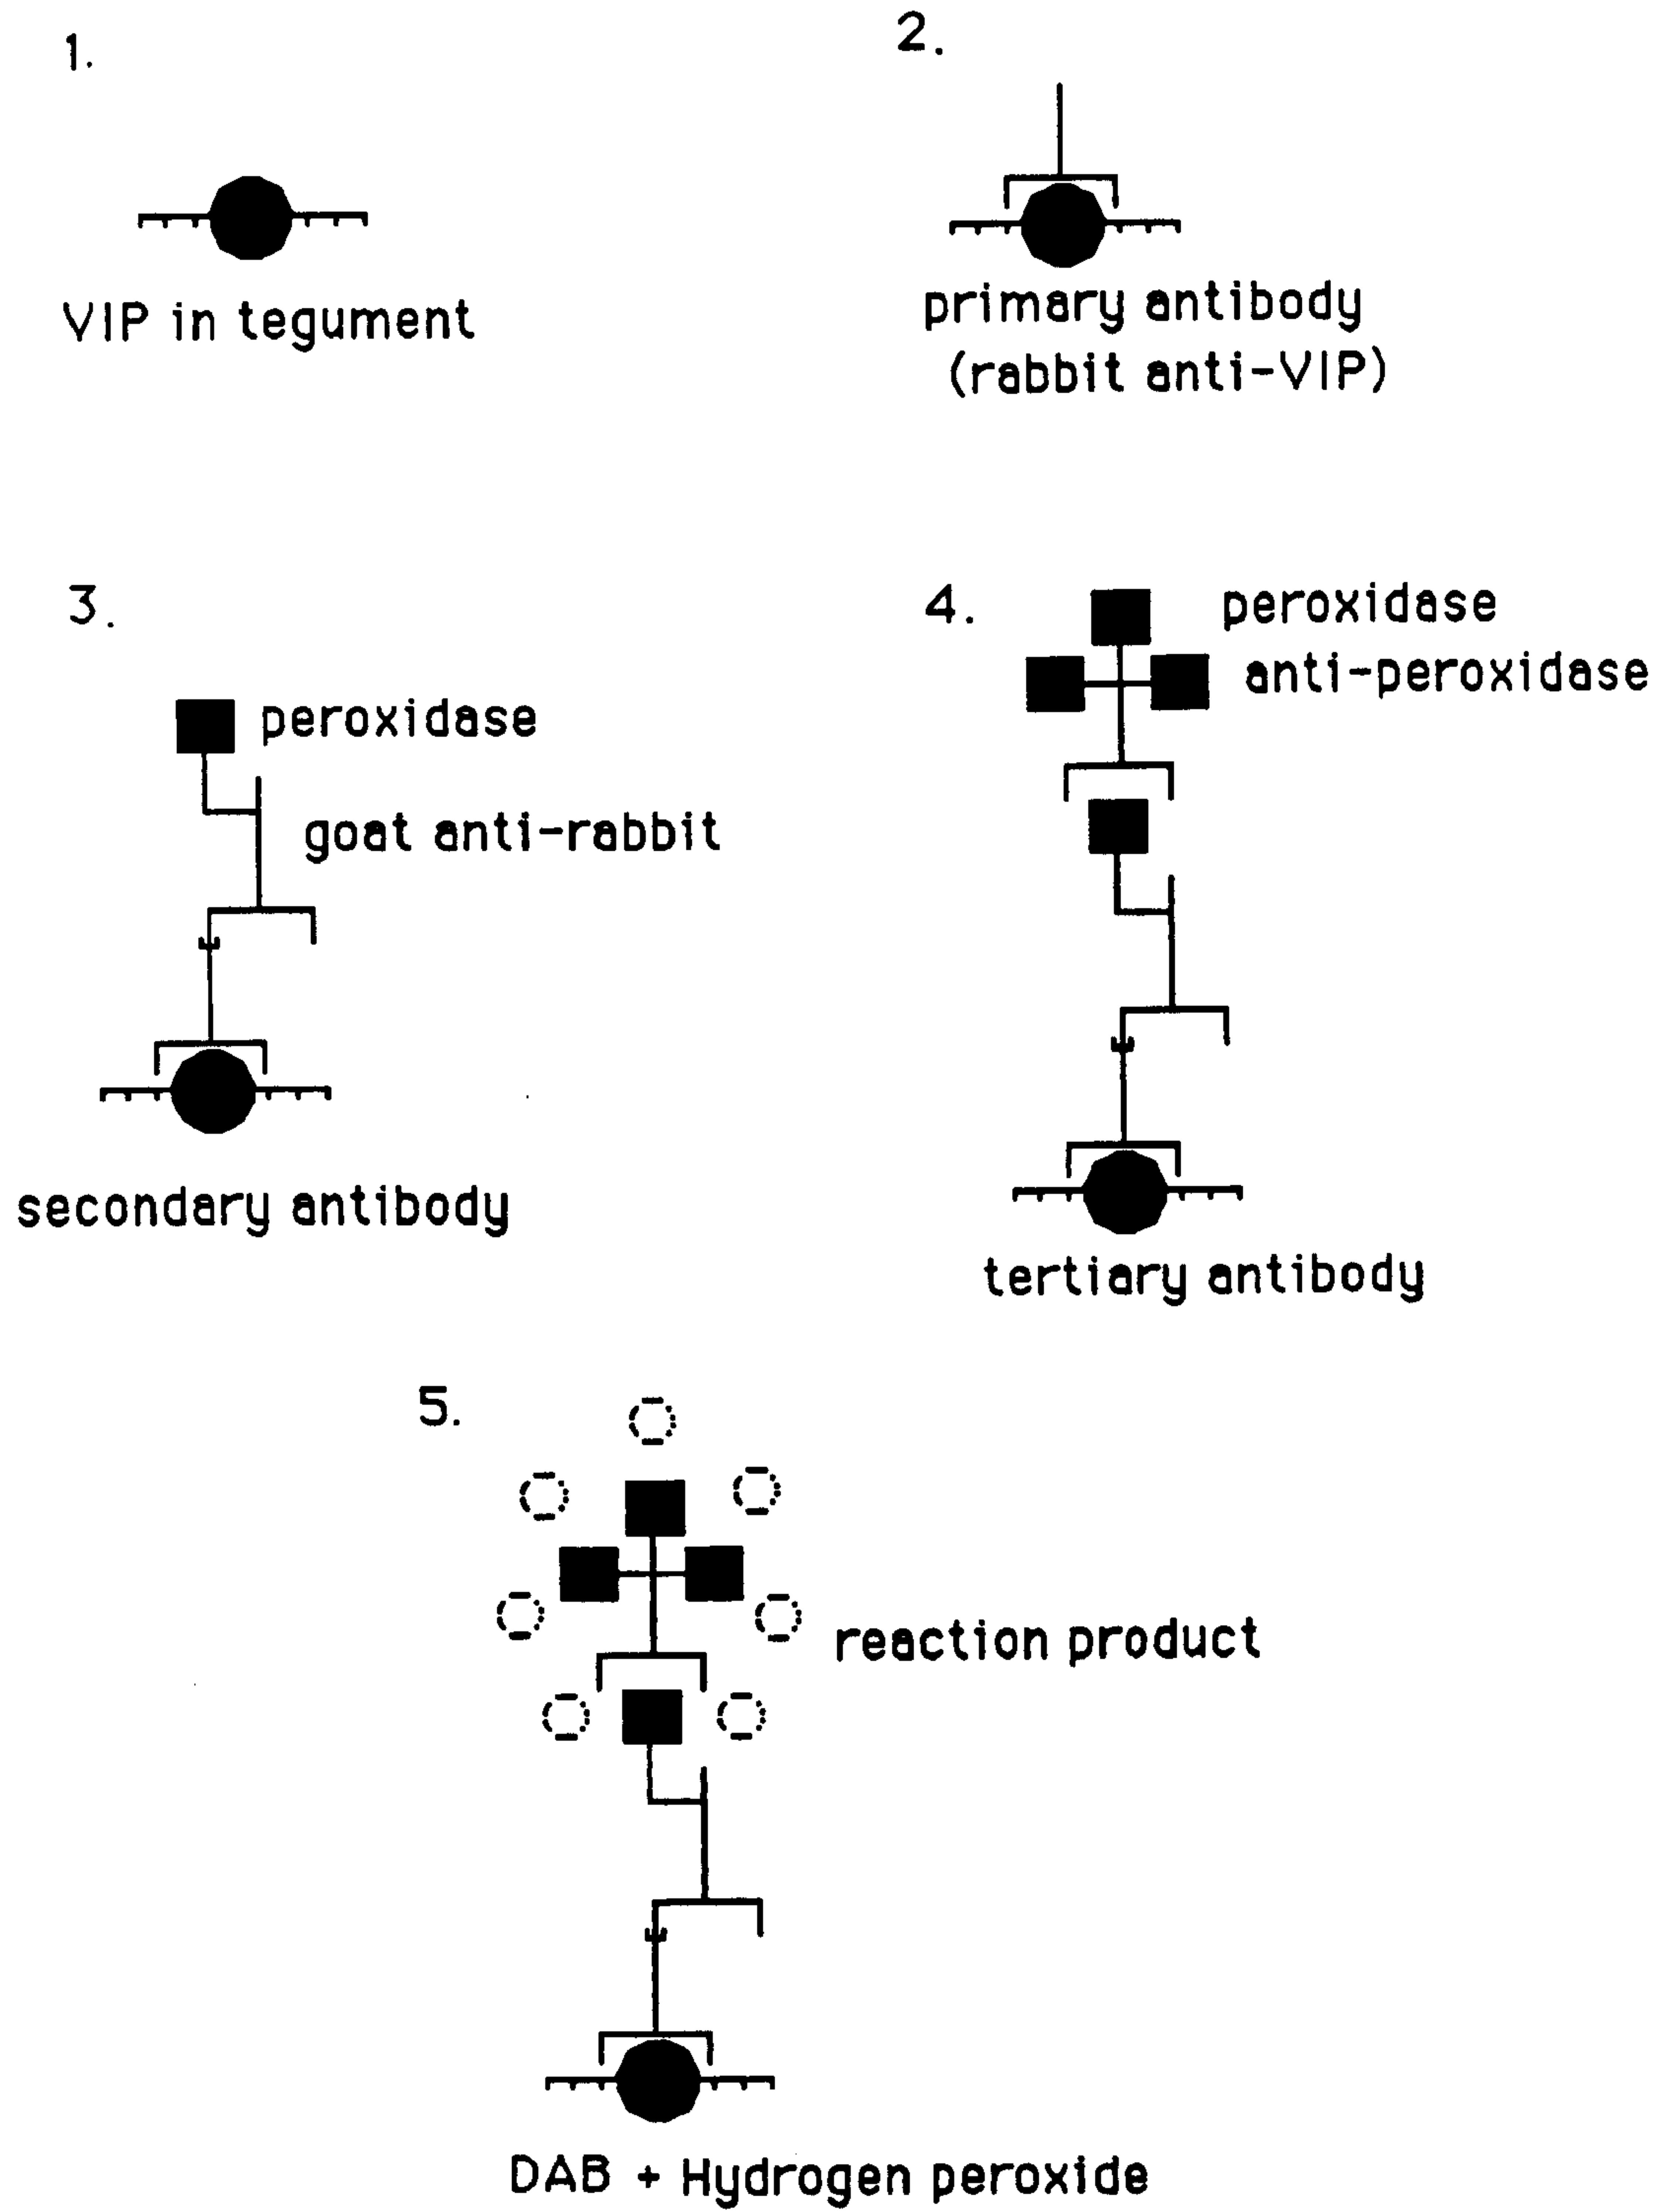 1.
VIP in tegument
2.
primary antibody
(rabbit anti-VIP)
3.
peroxidase
goat anti-rabbit
secondary antibody
4.
peroxidase
anti-peroxidase
tertiary antibody
5.
reaction product
DAB + Hydrogen peroxide